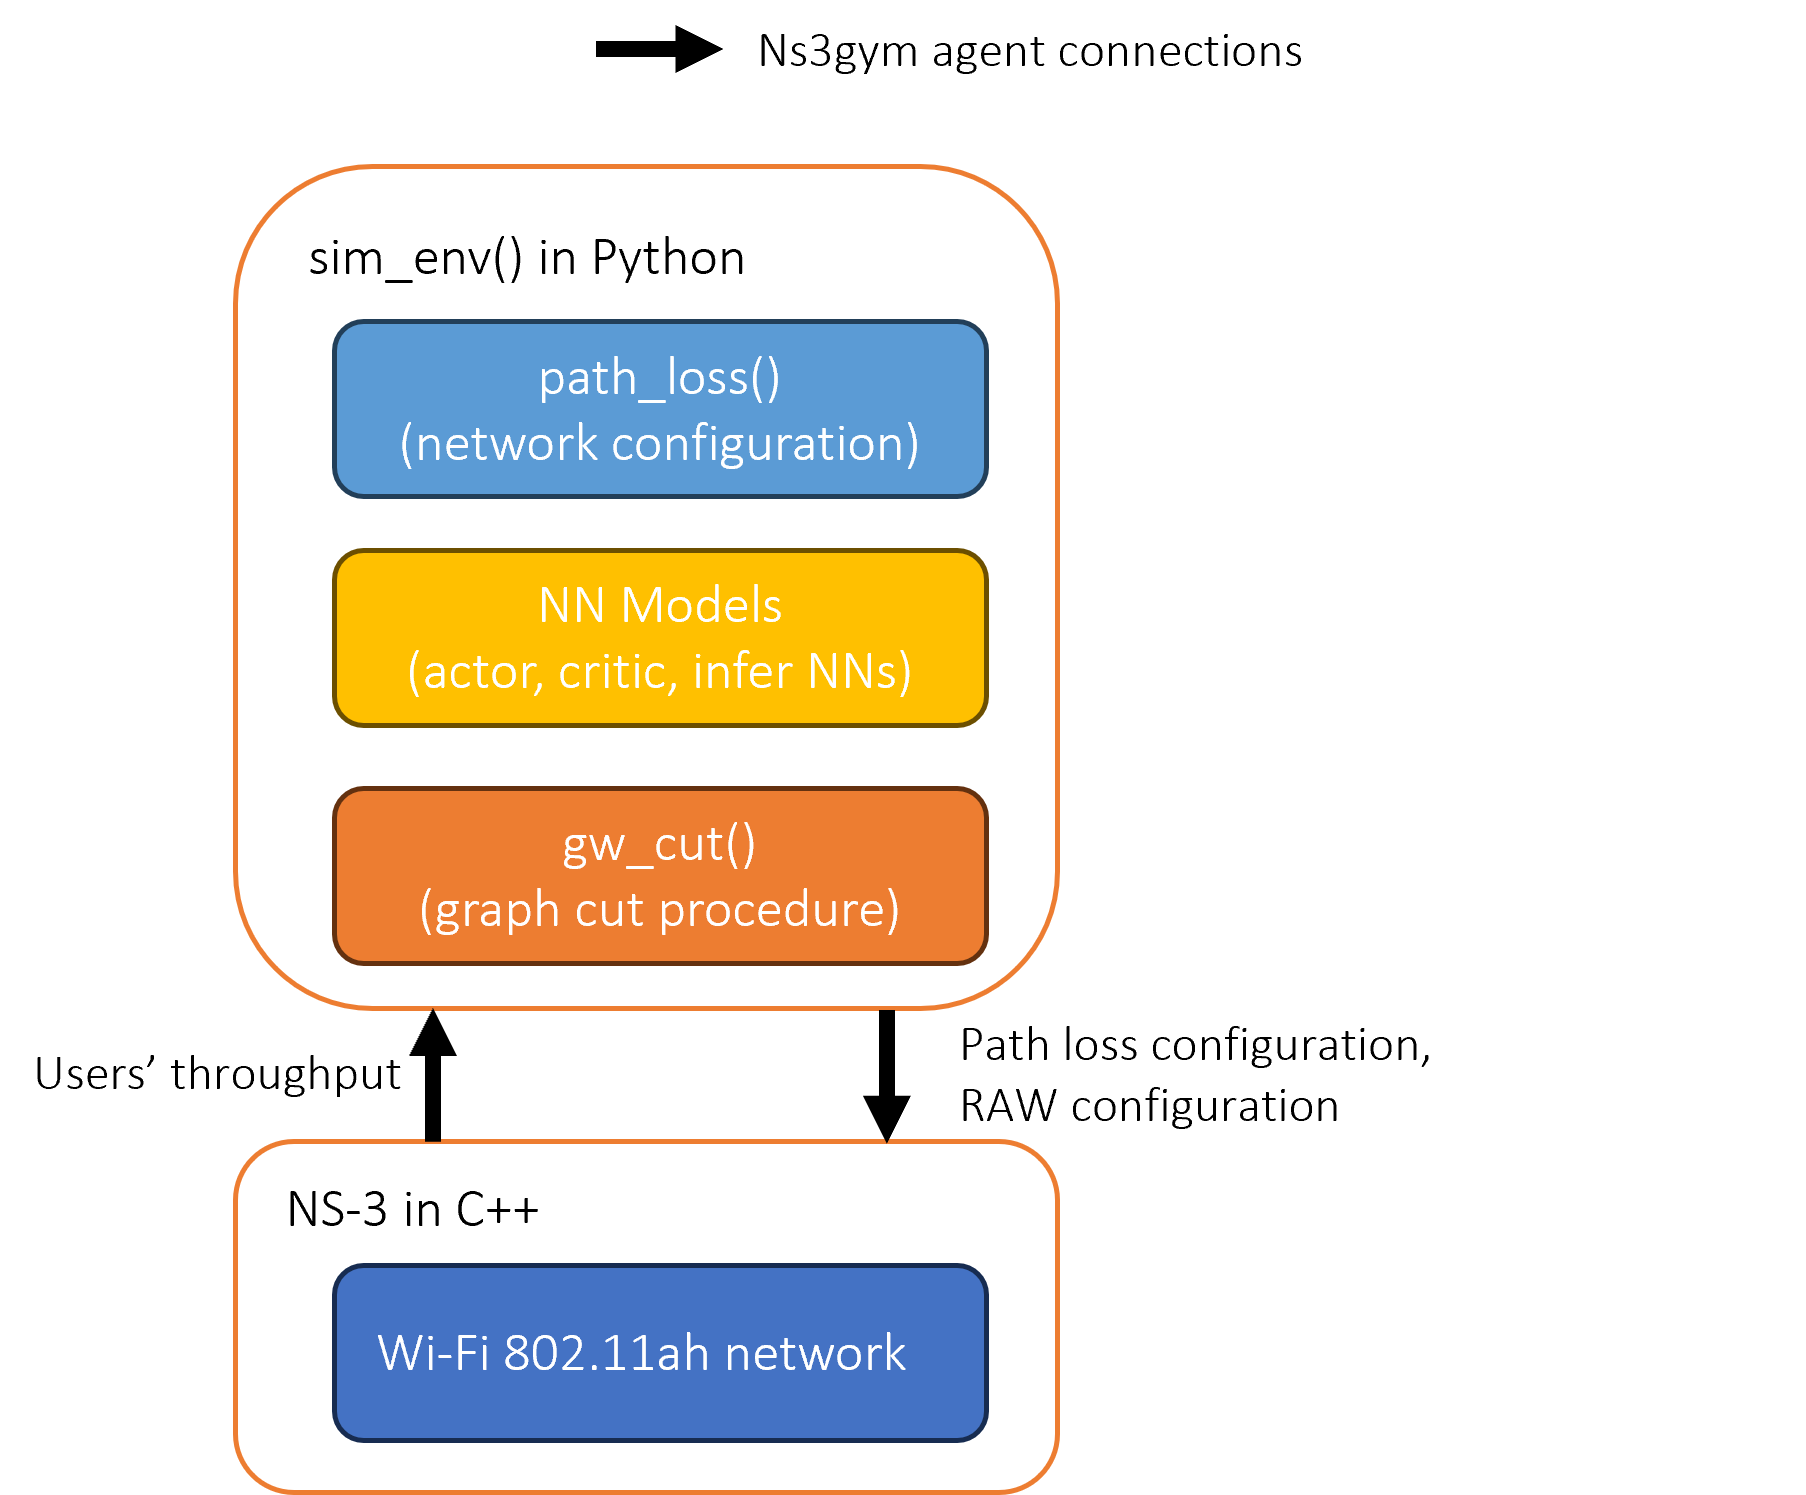 Ns3gym agent connections
sim_env() in Python
path_loss()
(network configuration)
NN Models
(actor, critic, infer NNs)
gw_cut()
(graph cut procedure)
Users’ throughput
Path loss configuration,
RAW configuration
NS-3 in C++
Wi-Fi 802.11ah network